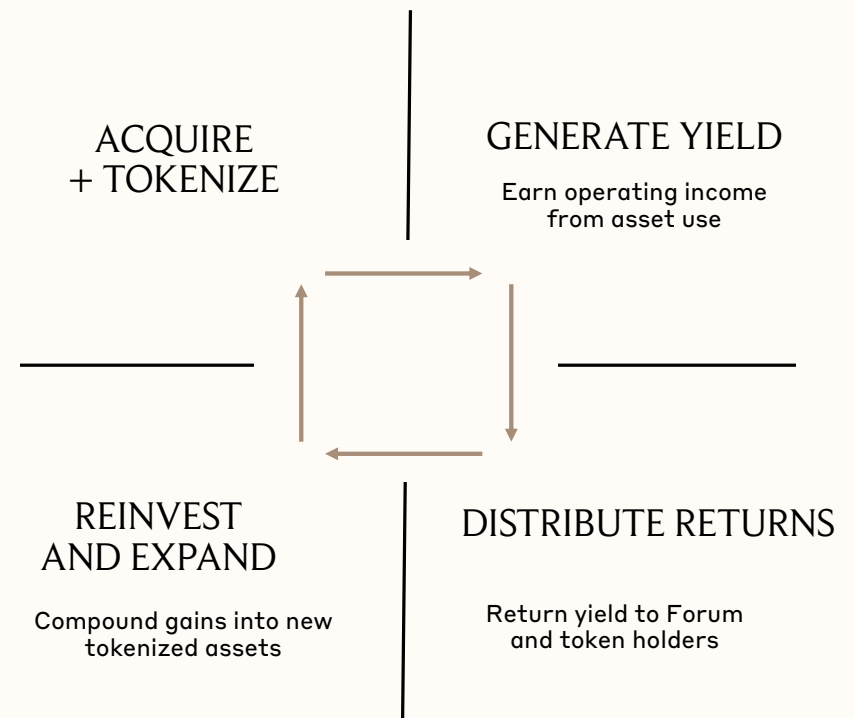 ACQUIRE
+ TOKENIZE
GENERATE YIELD
Earn operating income
from asset use
REINVEST
AND EXPAND
Compound gains into new
tokenized assets
DISTRIBUTE RETURNS
Return yield to Forum
and token holders